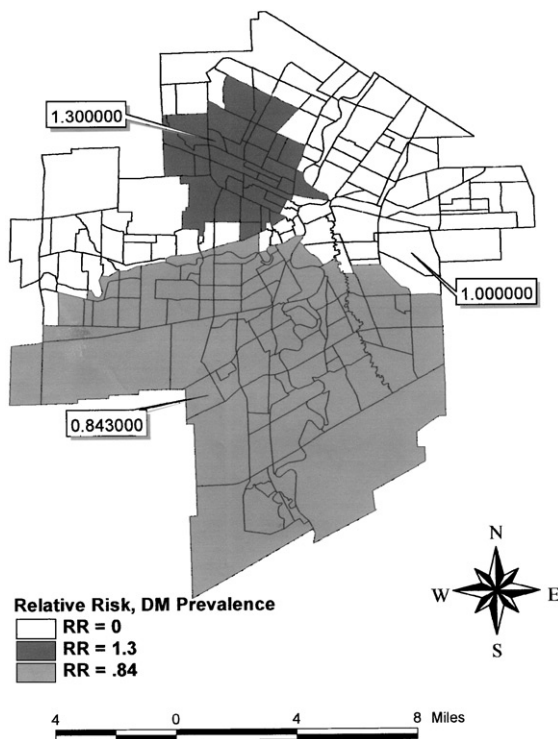 1.300000
1.000000
0.843000
N
W E
S
Relative Risk, DM Prevalence
RR = 0
RR = 1.3
RR = .84
4 0 4 8 Miles